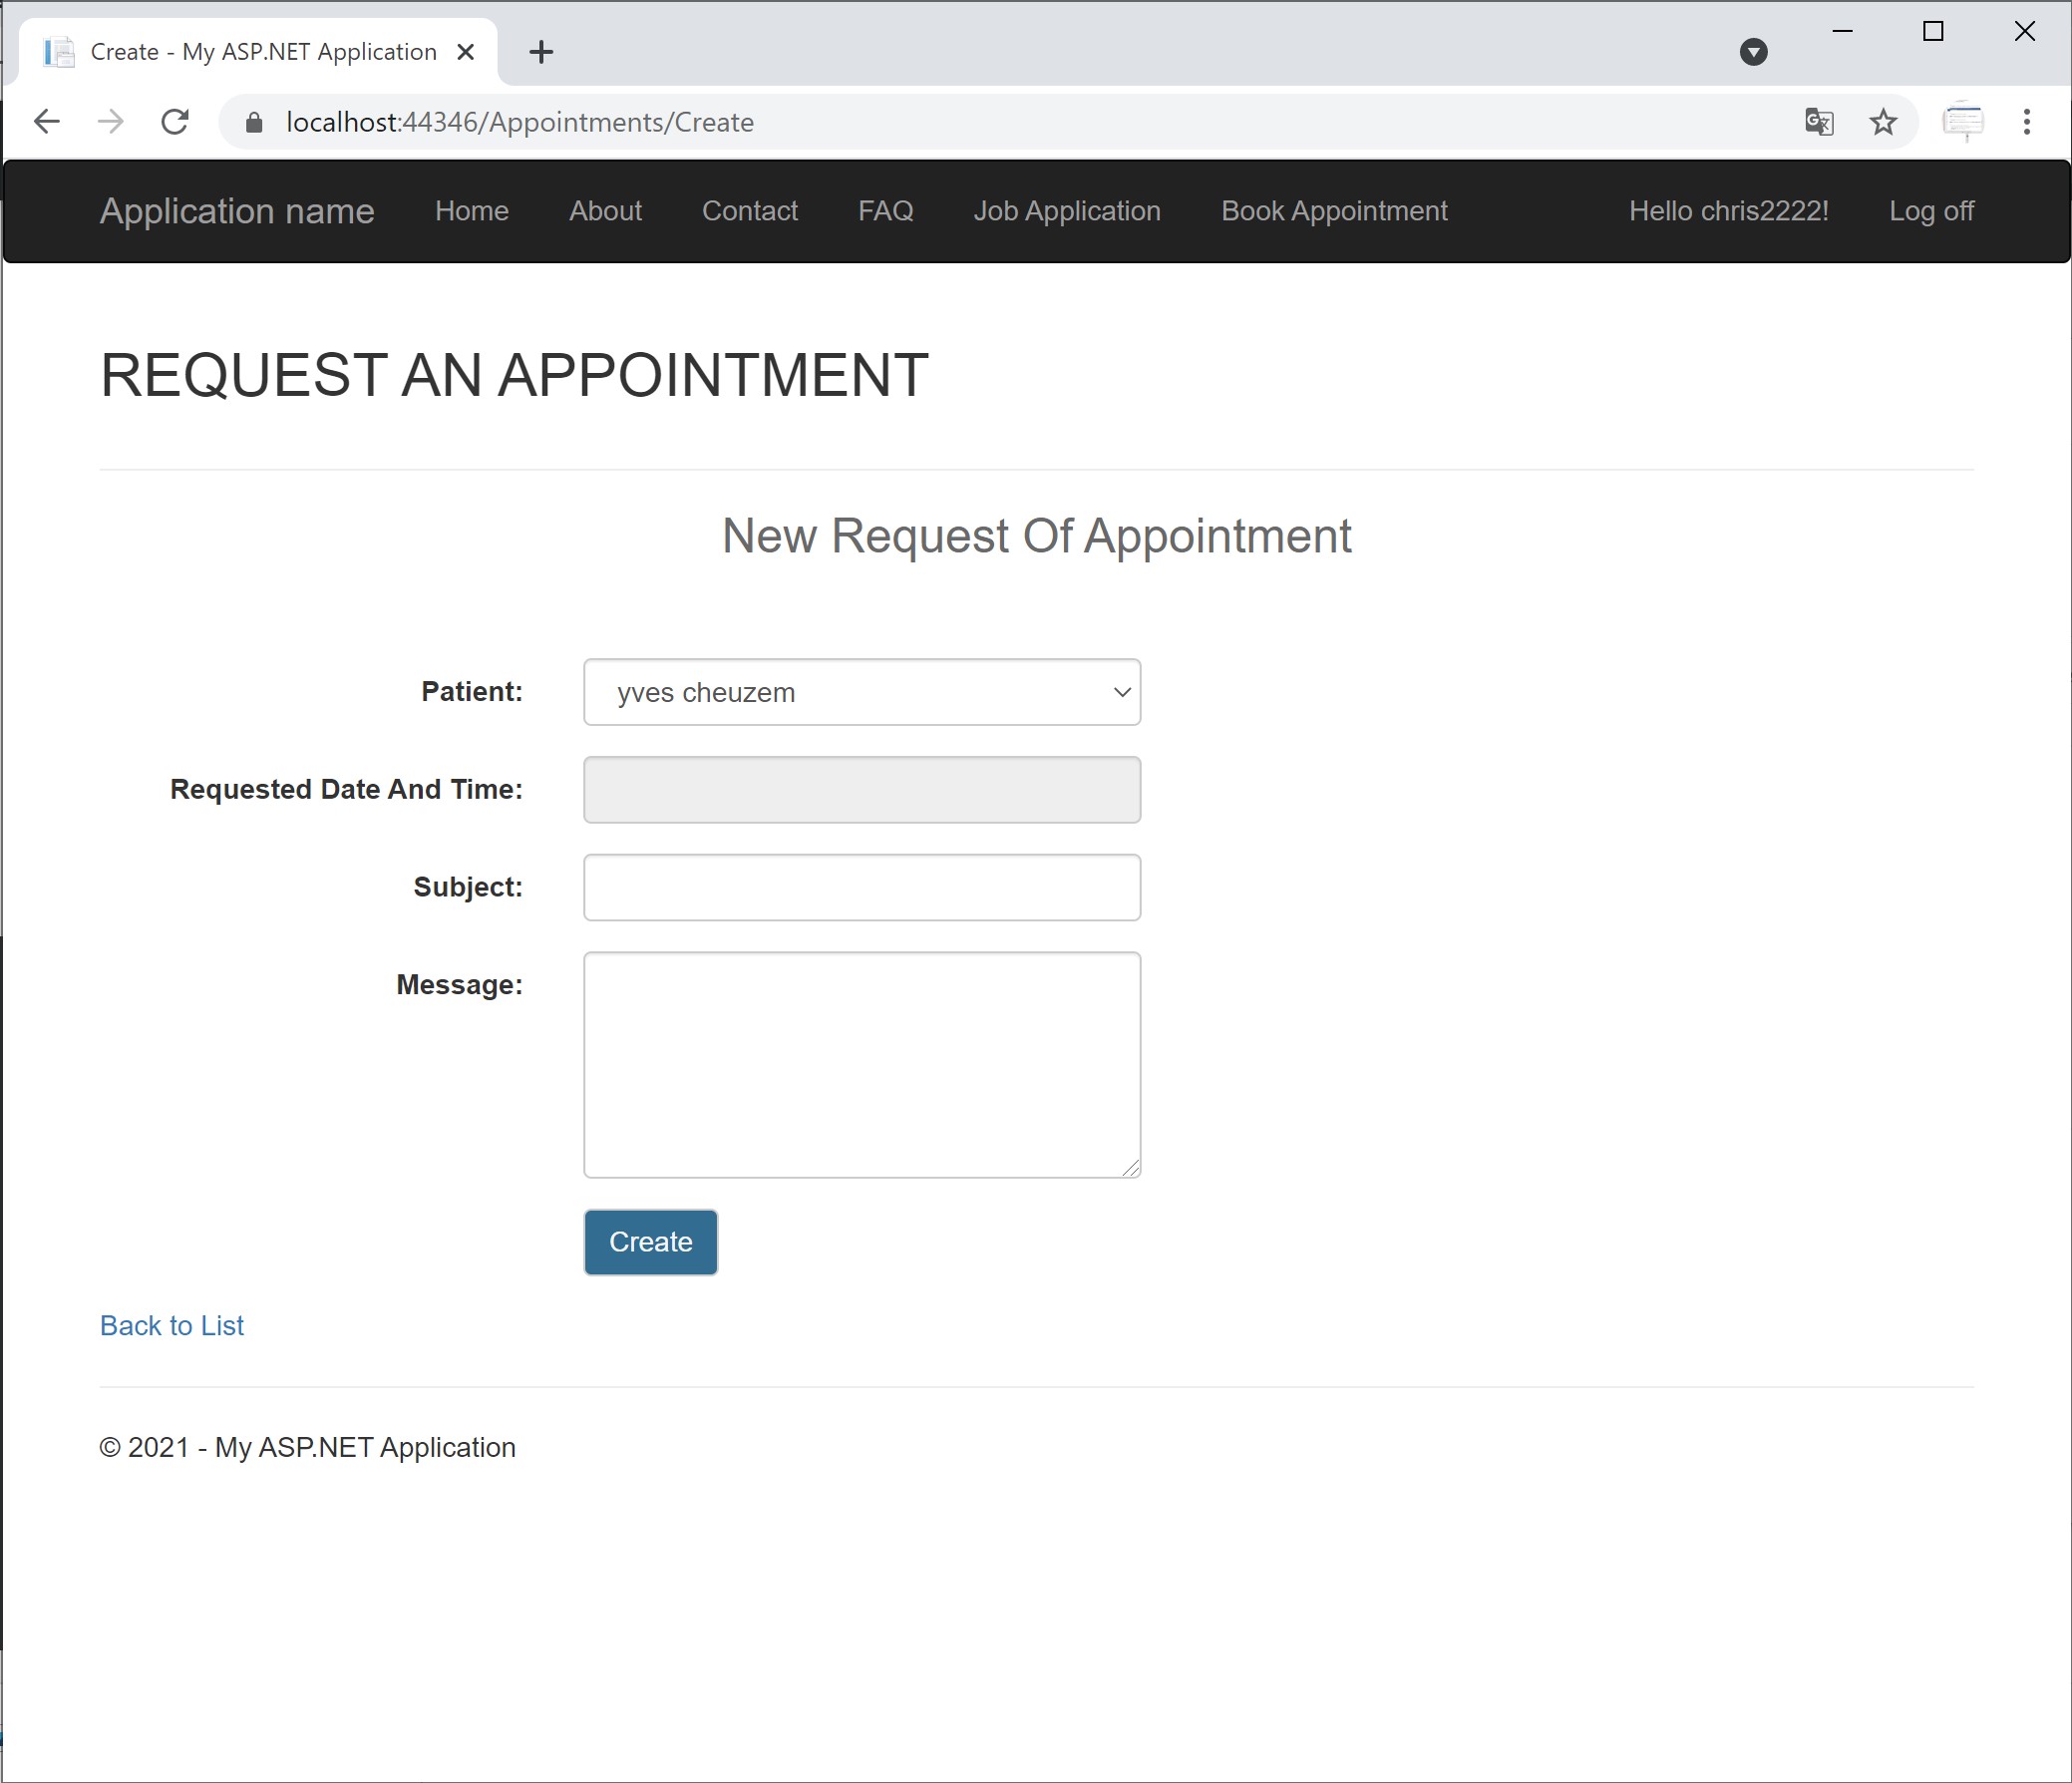 Create - My ASP.NET Application
localhost:44346/Appointments/Create
Application name Home About Contact FAQ Job Application Book Appointment Hello chris2222! Log off
REQUEST AN APPOINTMENT
New Request Of Appointment
Patient: yves cheuzem
Requested Date And Time:
Subject:
Message:
Create
Back to List
© 2021 - My ASP.NET Application